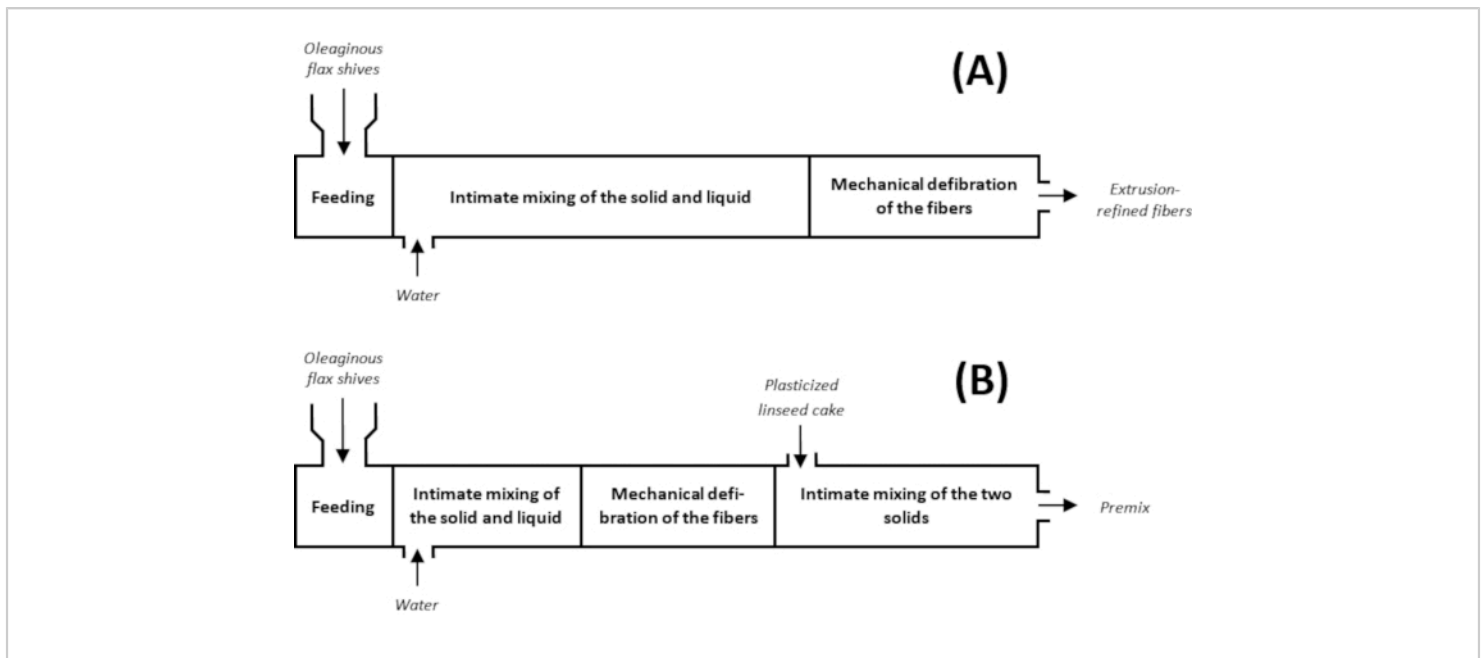 Oleaginous
flax shives
(A)
Feeding
Intimate mixing of the solid and liquid
Mechanical defibration
of the fibers
Extrusion-
refined fibers
Water
Oleaginous
flax shives
(B)
Plasticized
linseed cake
Feeding
Intimate mixing of
the solid and liquid
Mechanical defi-
bration of the fibers
Intimate mixing of the two
solids
Premix
Water